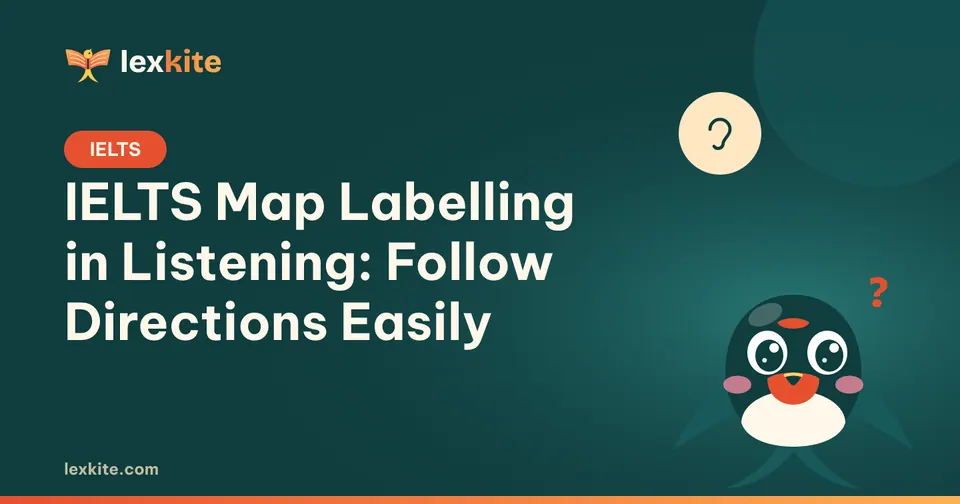 lexkite
IELTS
IELTS Map Labelling
in Listening: Follow
Directions Easily
?
lexkite.com